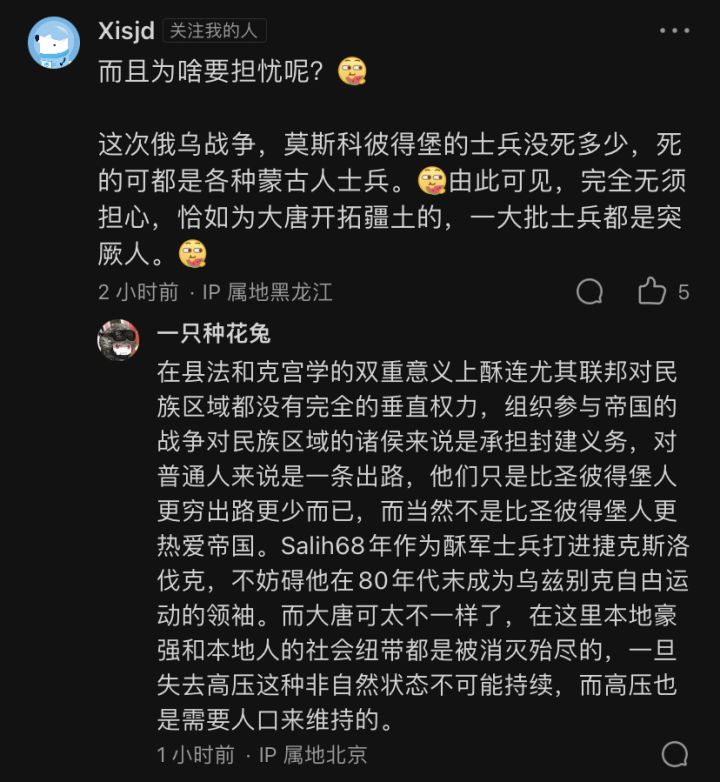 Xisjd 关注我的人
而且为啥要担忧呢？
这次俄乌战争，莫斯科彼得堡的士兵没死多少，死
的可都是各种蒙古人士兵。由此可见，完全无须
担心，恰如为大唐开拓疆土的，一大批士兵都是突
厥人。
2 小时前 · IP 属地黑龙江 5
一只种花兔
在县法和克宫学的双重意义上酥连尤其联邦对民
族区域都没有完全的垂直权力，组织参与帝国的
战争对民族区域的诸侯来说是承担封建义务，对
普通人来说是一条出路，他们只是比圣彼得堡人
更穷出路更少而已，而当然不是比圣彼得堡人更
热爱帝国。Salih68年作为酥军士兵打进捷克斯洛
伐克，不妨碍他在80年代末成为乌兹别克自甴运
动的领袖。而大唐可太不一样了，在这里本地豪
强和本地人的社会纽带都是被消灭殆尽的，一旦
失去高压这种非自然状态不可能持续，而高压也
是需要人口来维持的。
1 小时前 · IP 属地北京